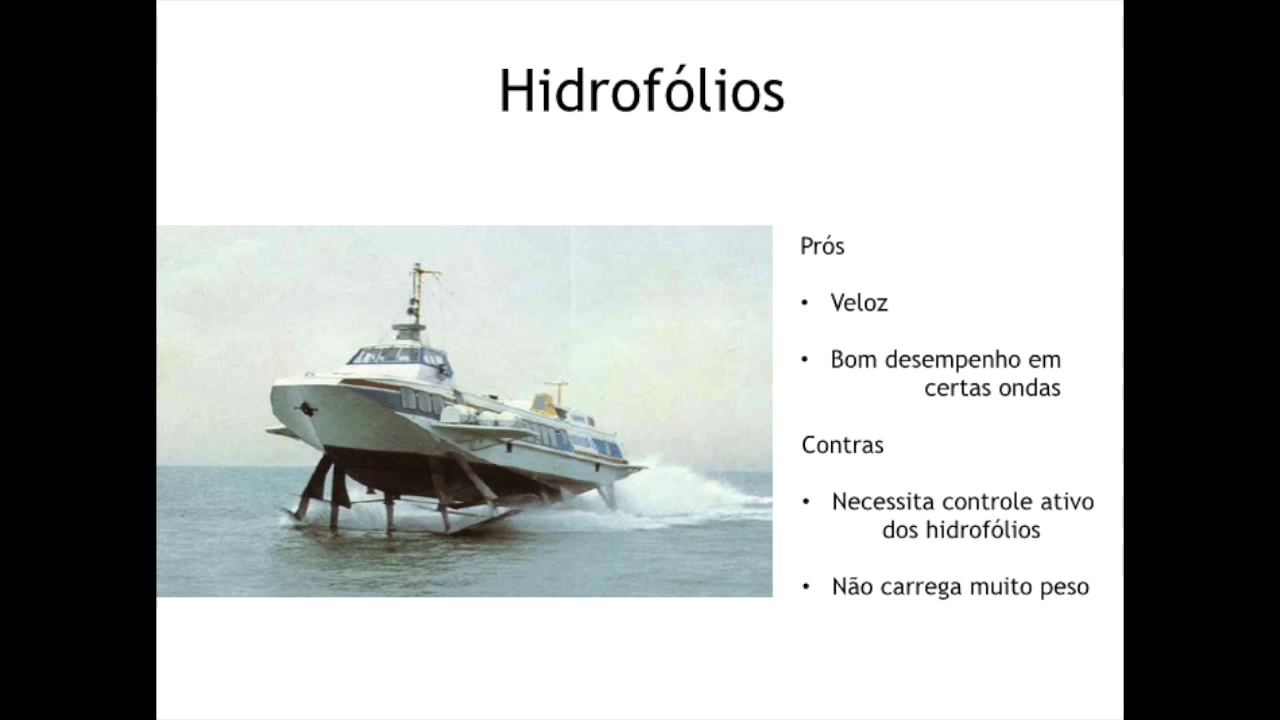 Hidrofólios
Prós
• Veloz
• Bom desempenho em
certas ondas
Contras
• Necessita controle ativo
dos hidrofólios
• Não carrega muito peso